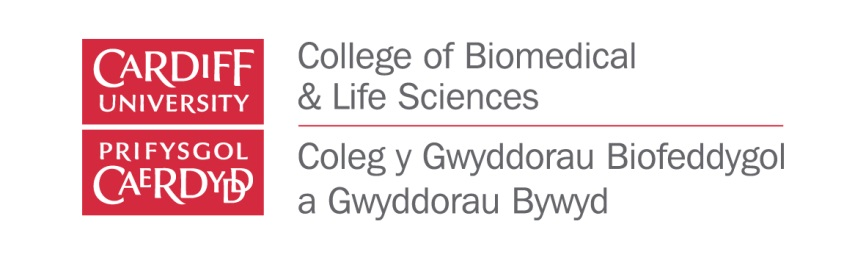 CARDIFF
UNIVERSITY
PRIFYSGOL
CAERDYDD
College of Biomedical
& Life Sciences
Coleg y Gwyddorau Biofeddygol
a Gwyddorau Bywyd